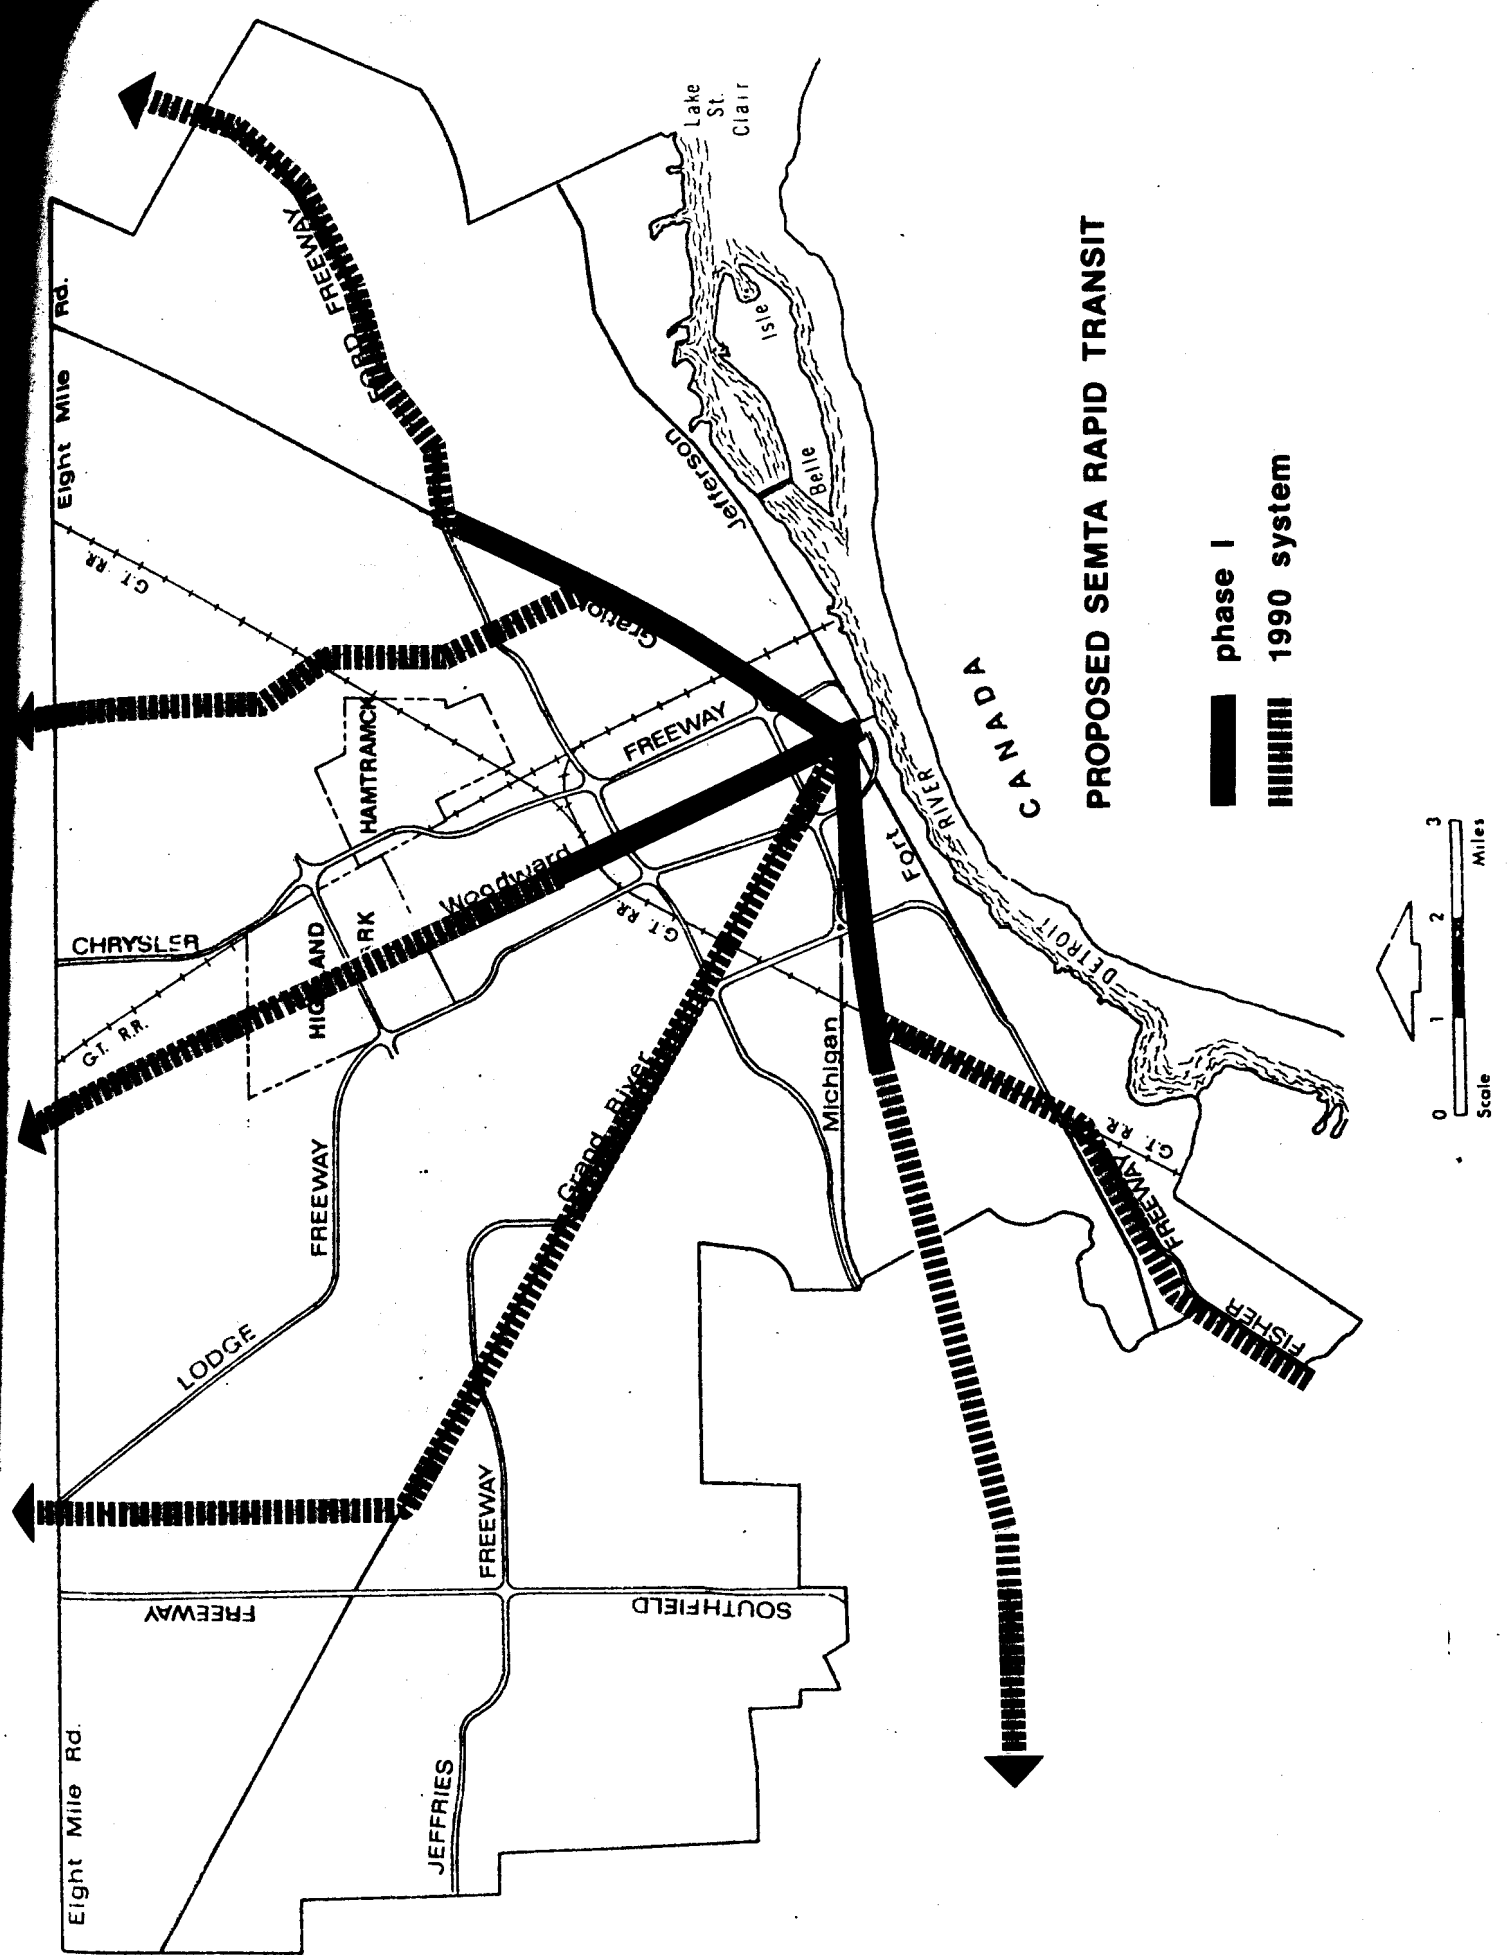 Eight Mile Rd.
Eight Mile Rd.
CHRYSLER
G.T. R.R.
G.T. R.R.
FORD FREEWAY
LODGE
FREEWAY
HAMTRAMCK
HIGHLAND
Woodward
FREEWAY
Gratiot
G.T. R.R.
Grand River
FREEWAY
SOUTHFIELD
FREEWAY
JEFFRIES
Michigan
Fort
Jefferson
Lake
St.
Clair
Belle Isle
DETROIT RIVER
CANADA
G.T. R.R.
FREEWAY
FISHER
PROPOSED SEMTA RAPID TRANSIT
phase I
1990 system
0 1 2 3
Scale Miles